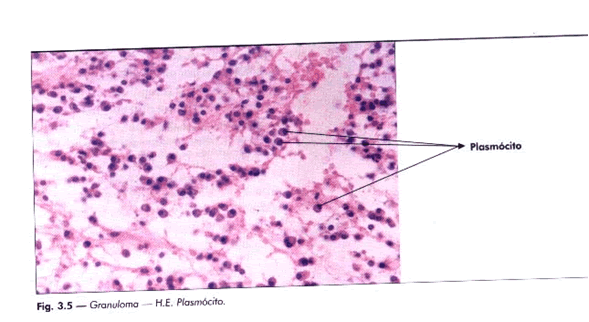 Plasmócito
Fig. 3.5 — Granuloma — H.E. Plasmócito.